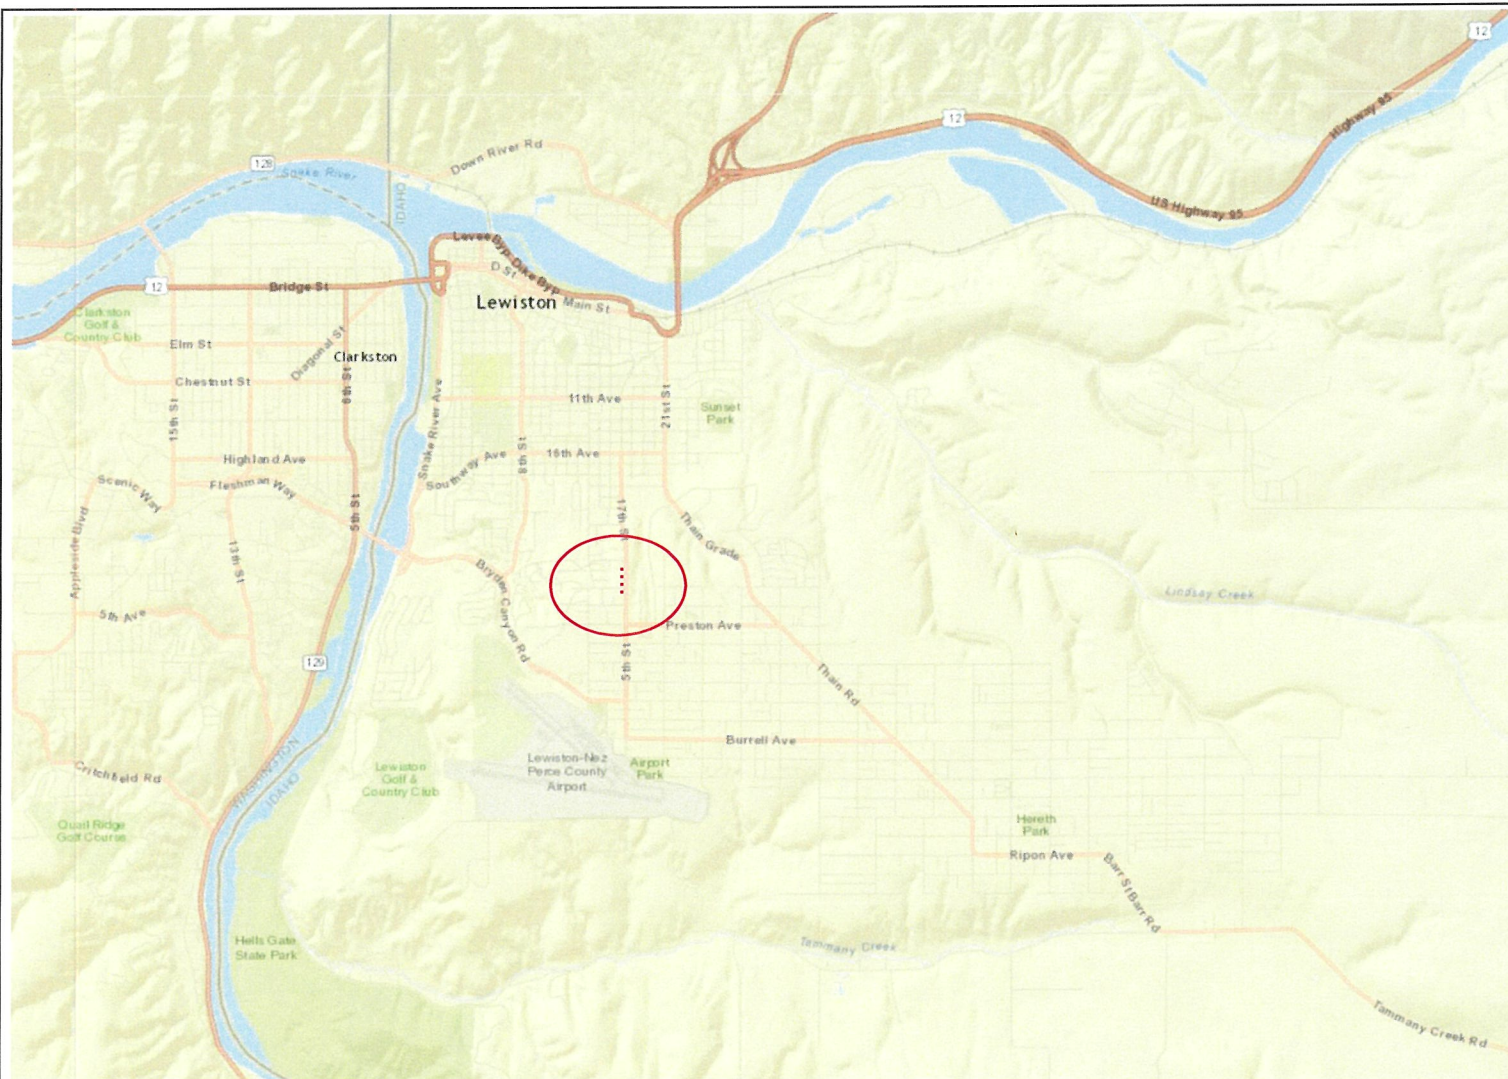 12
Highway 95
12
Down River Rd
128
Snake River
IDAHO
US Highway 95
Levee Byp
Dike Byp
D St
12
Bridge St
Lewiston
Main St
Clarkston
Golf &
Country Club
Elm St
Diagonal St
Clarkston
Chestnut St
6th St
11th Ave
21st St
Sunset
Park
15th St
Snake River Ave
8th St
16th Ave
Highland Ave
Southway Ave
Scenic Way
Fleshman Way
5th St
17th St
Thain Grade
Appleside Blvd
13th St
Bryden Canyon Rd
Lindsay Creek
5th Ave
Preston Ave
129
5th St
Thain Rd
Burrell Ave
WASHINGTON
IDAHO
Critchfield Rd
Lewiston
Golf &
Country Club
Lewiston-Nez
Perce County
Airport
Airport
Park
Quail Ridge
Golf Course
Hereth
Park
Ripon Ave
Barr St
Barr Rd
Hells Gate
State Park
Tammany Creek
Tammany Creek Rd